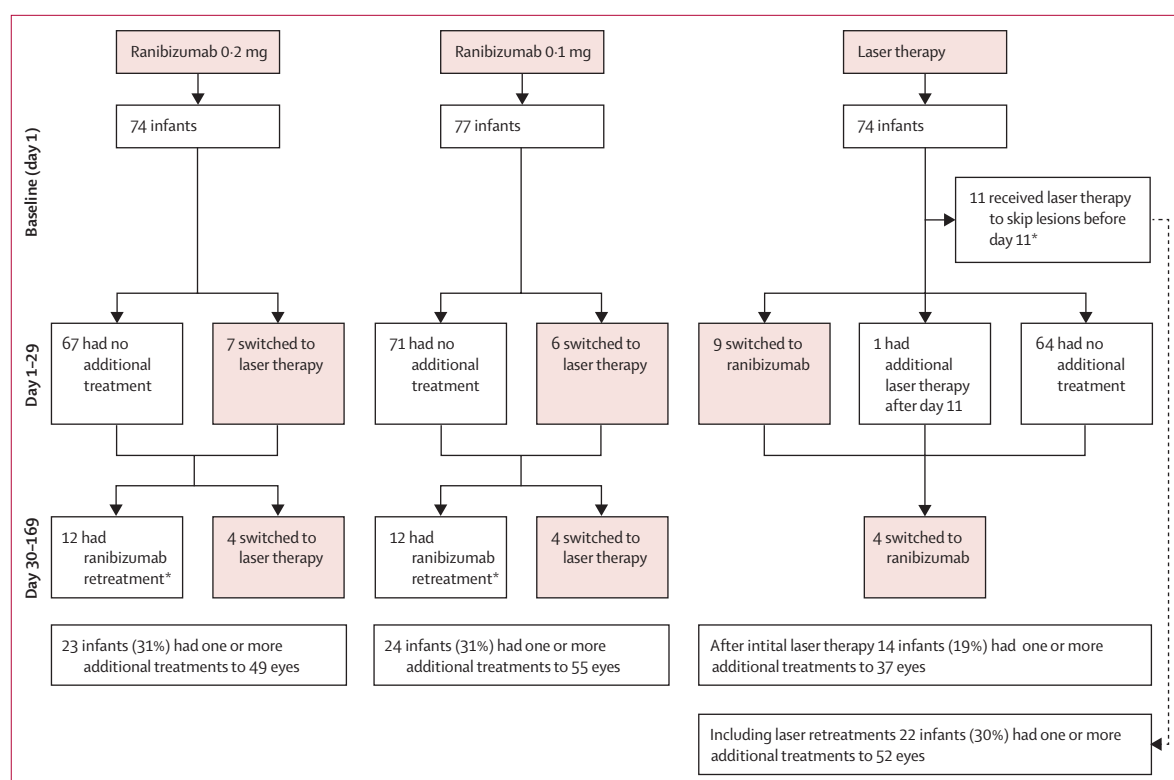 Ranibizumab 0·2 mg
Ranibizumab 0·1 mg
Laser therapy
Baseline (day 1)
74 infants
77 infants
74 infants
11 received laser therapy
to skip lesions before
day 11*
Day 1–29
67 had no
additional
treatment
7 switched to
laser therapy
71 had no
additional
treatment
6 switched to
laser therapy
9 switched to
ranibizumab
1 had
additional
laser therapy
after day 11
64 had no
additional
treatment
Day 30–169
12 had
ranibizumab
retreatment*
4 switched to
laser therapy
12 had
ranibizumab
retreatment*
4 switched to
laser therapy
4 switched to
ranibizumab
23 infants (31%) had one or more
additional treatments to 49 eyes
24 infants (31%) had one or more
additional treatments to 55 eyes
After intital laser therapy 14 infants (19%) had one or more
additional treatments to 37 eyes
Including laser retreatments 22 infants (30%) had one or more
additional treatments to 52 eyes